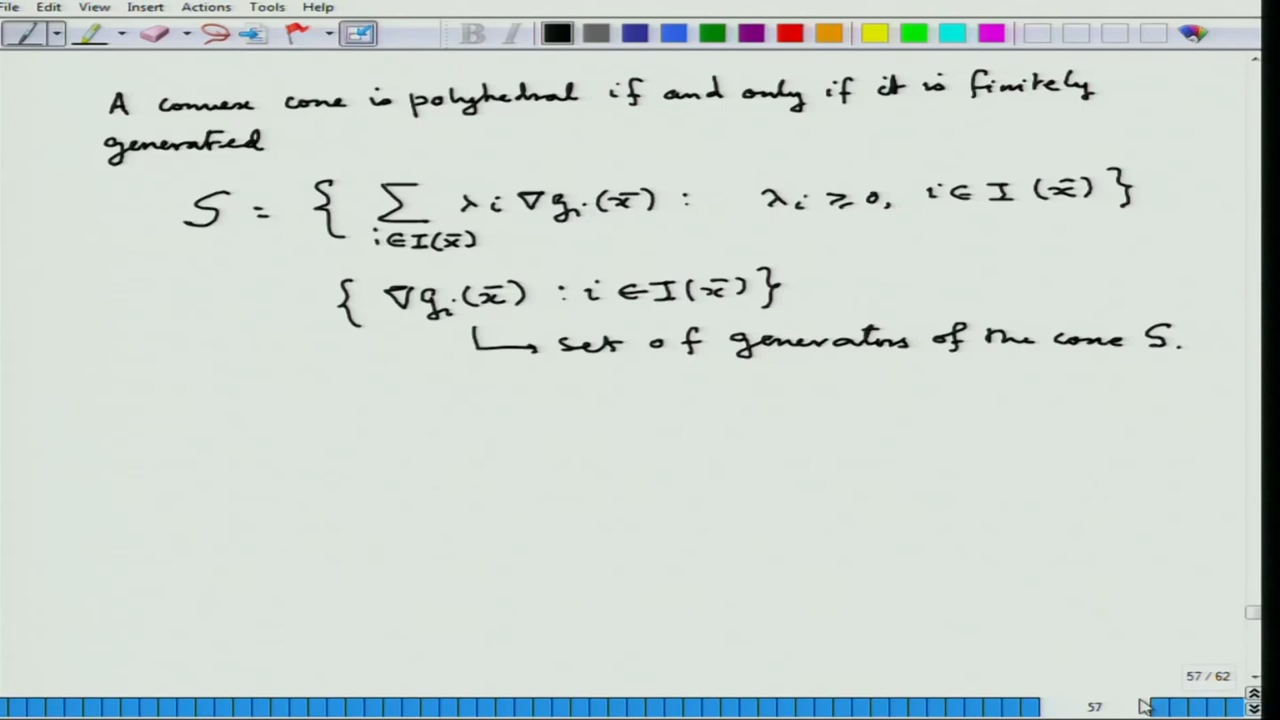 File Edit View Insert Actions Tools Help
B I
A convex cone is polyhedral if and only if it is finitely
generated
S = { ∑ λi ∇gi(x̄) : λi ≥ 0, i ∈ I(x̄) }
i∈I(x̄)
{ ∇gi(x̄) : i ∈ I(x̄) }
↳ set of generators of the cone S.
57 / 62
57